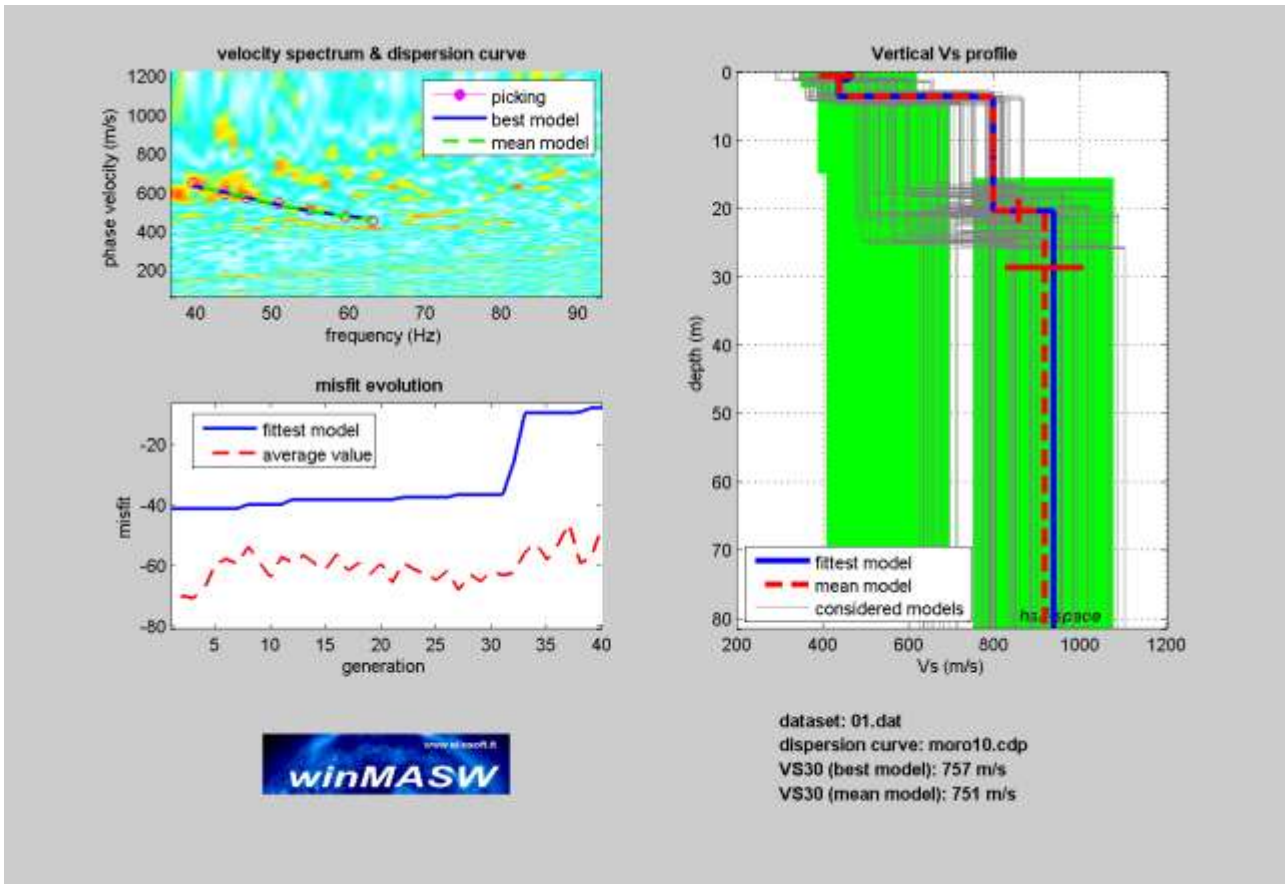 velocity spectrum & dispersion curve
1200
1000
800
600
400
200
phase velocity (m/s)
picking
best model
mean model
40 50 60 70 80 90
frequency (Hz)
misfit evolution
-20
-40
-60
-80
misfit
fittest model
average value
5 10 15 20 25 30 35 40
generation
Vertical Vs profile
0
10
20
30
40
50
60
70
80
depth (m)
fittest model
mean model
considered models
200 400 600 800 1000 1200
Vs (m/s)
www.eliosoft.it
winMASW
dataset: 01.dat
dispersion curve: moro10.cdp
VS30 (best model): 757 m/s
VS30 (mean model): 751 m/s